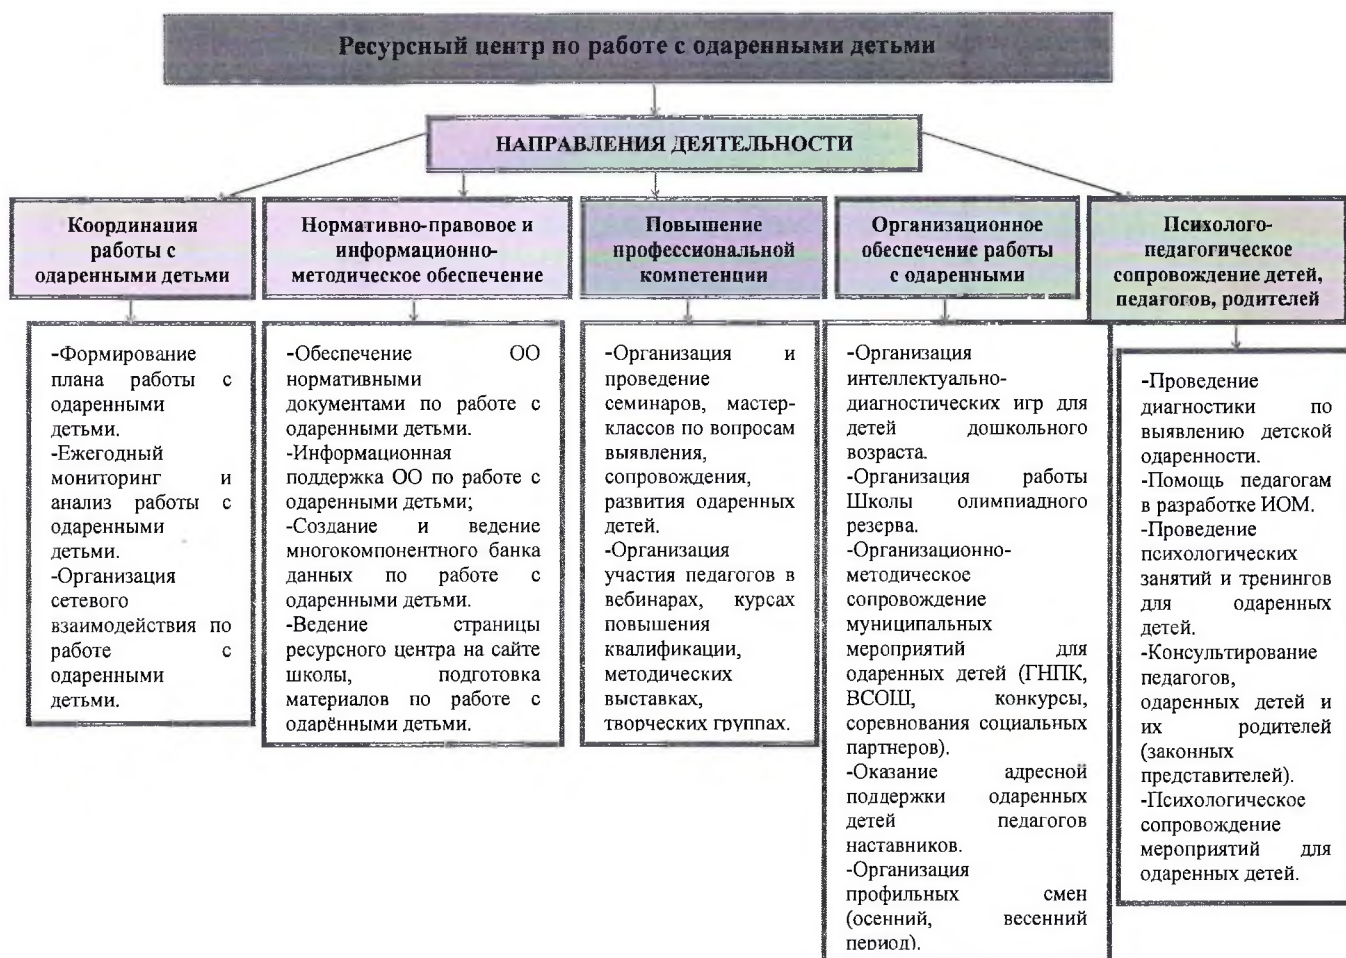 Ресурсный центр по работе с одаренными детьми
НАПРАВЛЕНИЯ ДЕЯТЕЛЬНОСТИ
Координация
работы с
одаренными детьми
Нормативно-правовое и
информационно-
методическое обеспечение
Повышение
профессиональной
компетенции
Организационное
обеспечение работы
с одаренными
Психолого-
педагогическое
сопровождение детей,
педагогов, родителей
-Формирование
плана работы с
одаренными
детьми.
-Ежегодный
мониторинг и
анализ работы с
одаренными
детьми.
-Организация
сетевого
взаимодействия по
работе с
одаренными
детьми.
-Обеспечение ОО
нормативными
документами по работе с
одаренными детьми.
-Информационная
поддержка ОО по работе с
одаренными детьми;
-Создание и ведение
многокомпонентного банка
данных по работе с
одаренными детьми.
-Ведение страницы
ресурсного центра на сайте
школы, подготовка
материалов по работе с
одарёнными детьми.
-Организация и
проведение
семинаров, мастер-
классов по вопросам
выявления,
сопровождения,
развития одаренных
детей.
-Организация
участия педагогов в
вебинарах, курсах
повышения
квалификации,
методических
выставках,
творческих группах.
-Организация
интеллектуально-
диагностических игр для
детей дошкольного
возраста.
-Организация работы
Школы олимпиадного
резерва.
-Организационно-
методическое
сопровождение
муниципальных
мероприятий для
одаренных детей (ГНПК,
ВСОШ, конкурсы,
соревнования социальных
партнеров).
-Оказание адресной
поддержки одаренных
детей педагогов
наставников.
-Организация
профильных смен
(осенний, весенний
период).
-Проведение
диагностики по
выявлению детской
одаренности.
-Помощь педагогам
в разработке ИОМ.
-Проведение
психологических
занятий и тренингов
для одаренных
детей.
-Консультирование
педагогов,
одаренных детей и
их родителей
(законных
представителей).
-Психологическое
сопровождение
мероприятий для
одаренных детей.